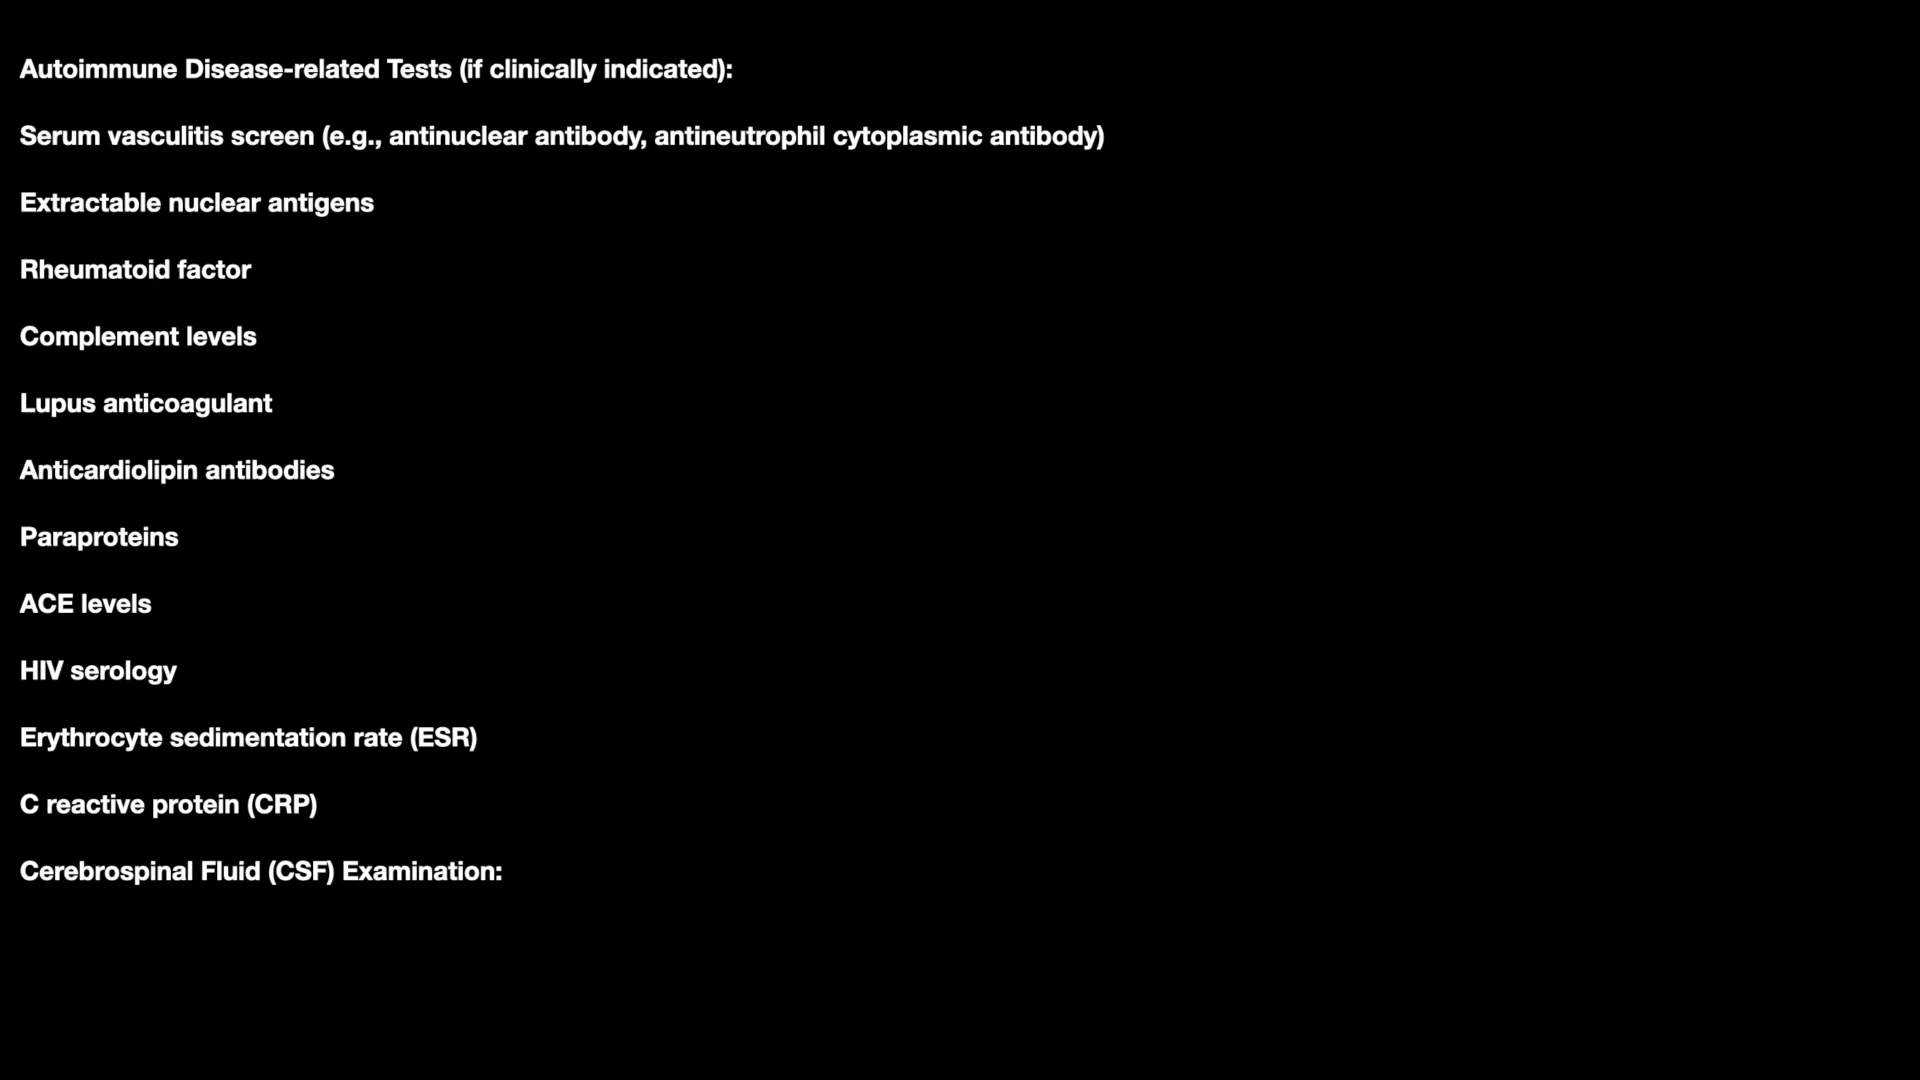 Autoimmune Disease-related Tests (if clinically indicated):
Serum vasculitis screen (e.g., antinuclear antibody, antineutrophil cytoplasmic antibody)
Extractable nuclear antigens
Rheumatoid factor
Complement levels
Lupus anticoagulant
Anticardiolipin antibodies
Paraproteins
ACE levels
HIV serology
Erythrocyte sedimentation rate (ESR)
C reactive protein (CRP)
Cerebrospinal Fluid (CSF) Examination: